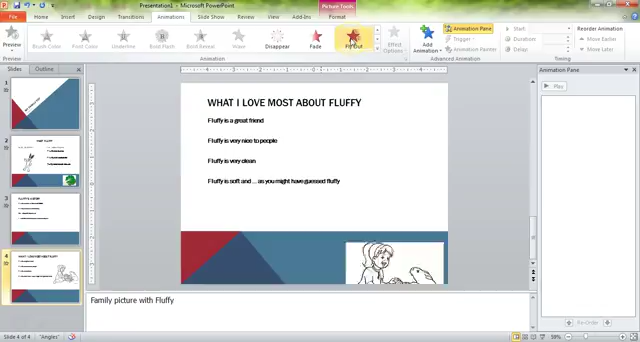 Presentation1 - Microsoft PowerPoint
Picture Tools
File Home Insert Design Transitions Animations Slide Show Review View Add-Ins Format
Preview
Brush Color
Font Color
Underline
Bold Flash
Bold Reveal
Wave
Disappear
Fade
Fly Out
Effect Options
Add Animation
Animation Pane
Trigger
Animation Painter
Start:
Duration:
Delay:
Reorder Animation
Move Earlier
Move Later
Preview
Animation
Advanced Animation
Timing
Slides
Outline
1
2
3
4
WHAT I LOVE MOST ABOUT FLUFFY
Fluffy is a great friend
Fluffy is very nice to people
Fluffy is very clean
Fluffy is soft and ... as you might have guessed fluffy
Family picture with Fluffy
Animation Pane
Play
Re-Order
Slide 4 of 4
"Angles"
59%